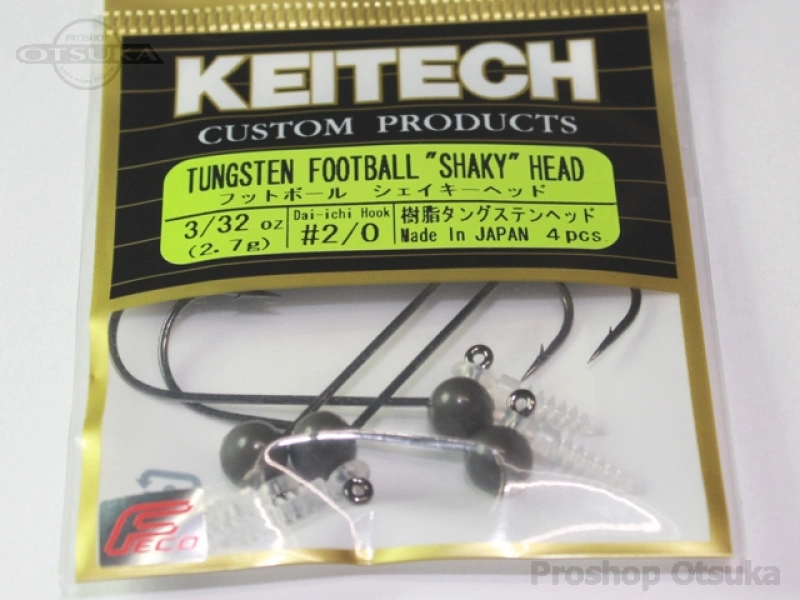 PROSHOP
OTSUKA
KEITECH
CUSTOM PRODUCTS
TUNGSTEN FOOTBALL "SHAKY" HEAD
フットボール シェイキーヘッド
3/32 oz
(2.7g)
Dai-ichi Hook
#2/0
樹脂タングステンヘッド
Made In JAPAN 4pcs.
FECO
Proshop Otsuka